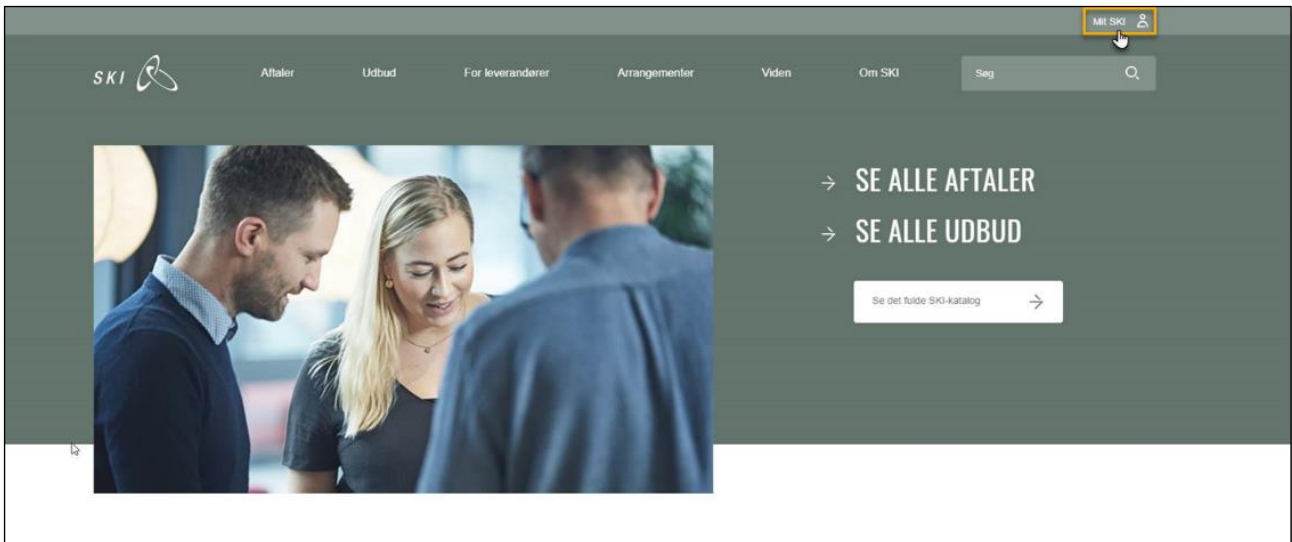 Mit SKI
SKI
Aftaler
Udbud
For leverandører
Arrangementer
Viden
Om SKI
Søg
SE ALLE AFTALER
SE ALLE UDBUD
Se det fulde SKI-katalog